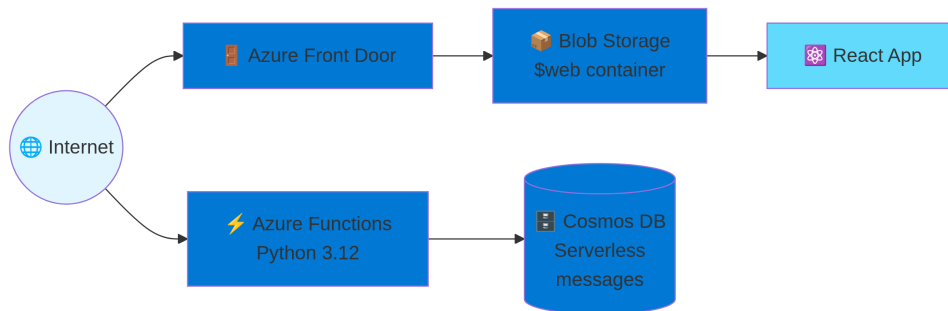 🚪 Azure Front Door
📦 Blob Storage
$web container
⚛️ React App
🌐 Internet
⚡ Azure Functions
Python 3.12
🗄️ Cosmos DB
Serverless
messages